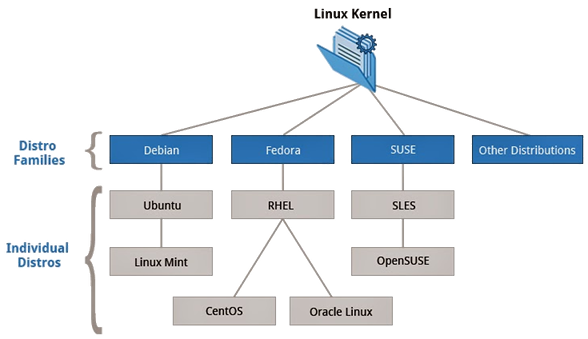 Linux Kernel
Distro
Families
Debian
Fedora
SUSE
Other Distributions
Individual
Distros
Ubuntu
RHEL
SLES
Linux Mint
OpenSUSE
CentOS
Oracle Linux